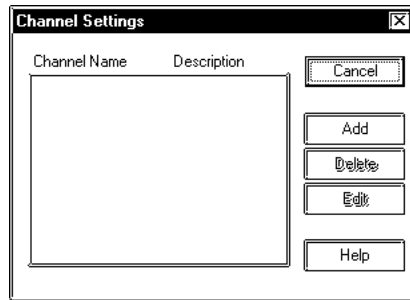 Channel Settings
Channel Name Description
Cancel
Add
Delete
Edit
Help